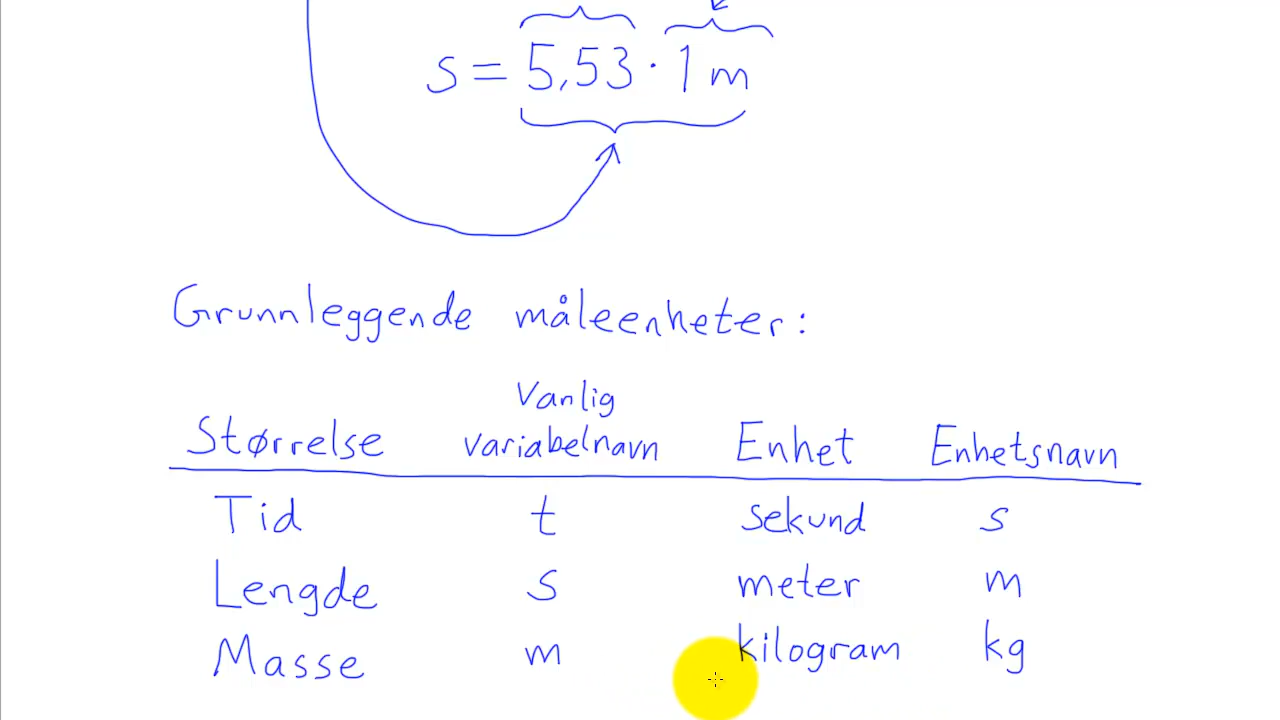 s = 5,53 · 1 m
Grunnleggende måleenheter:
Størrelse Vanlig variabelnavn Enhet Enhetsnavn
Tid t sekund s
Lengde s meter m
Masse m kilogram kg